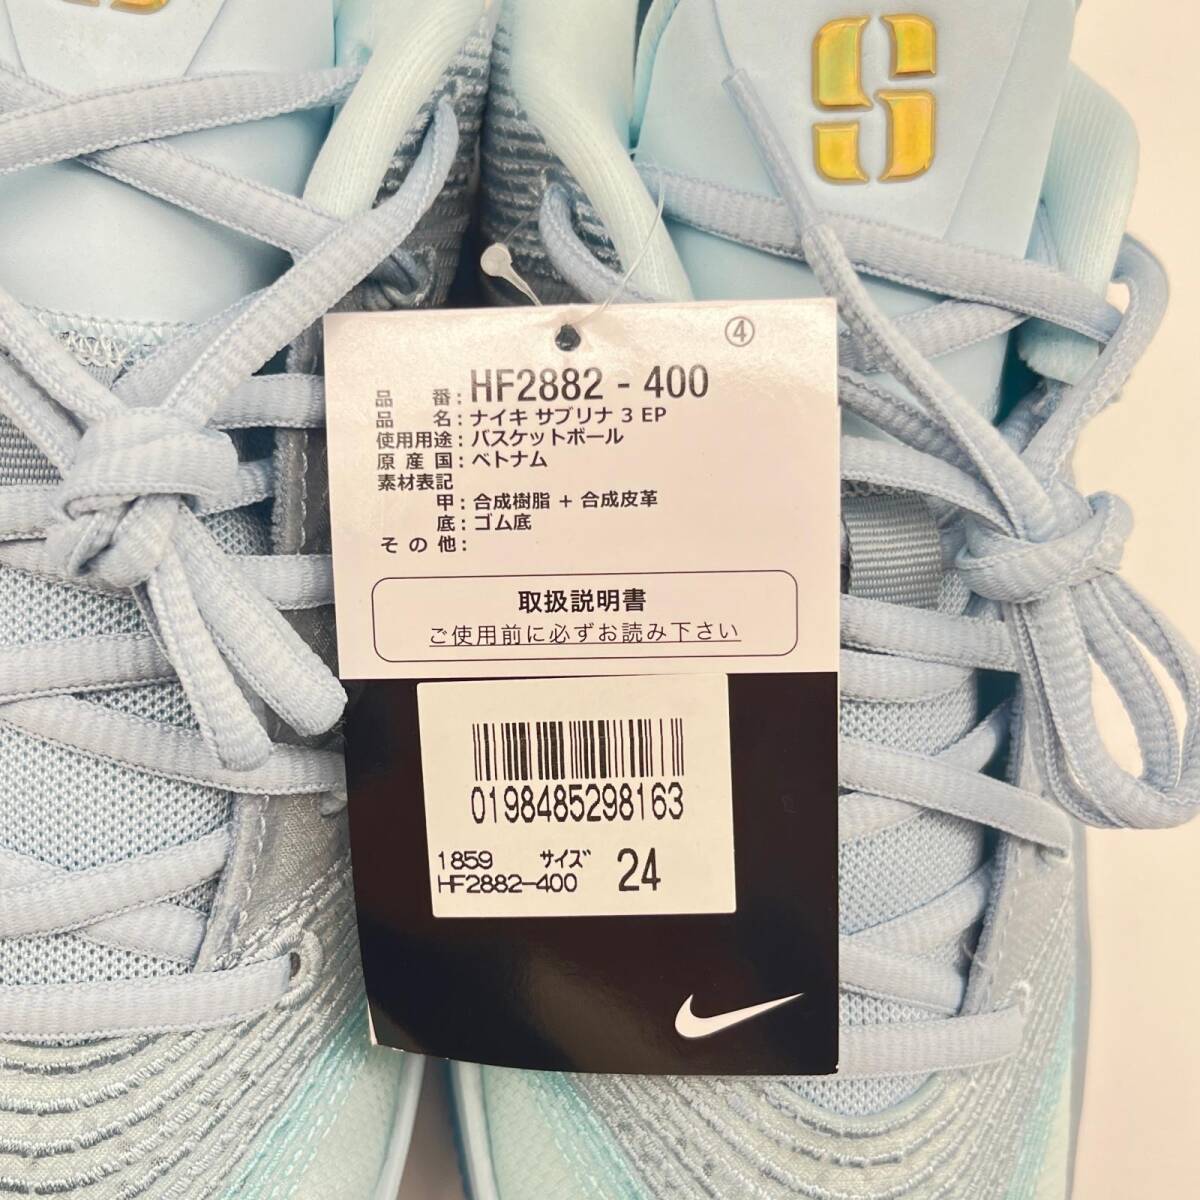 S
④
品 番: HF2882 - 400
品 名: ナイキ サブリナ 3 EP
使用用途: バスケットボール
原 産 国: ベトナム
素材表記
甲: 合成樹脂 + 合成皮革
底: ゴム底
そ の 他:
取扱説明書
ご使用前に必ずお読み下さい
0198485298163
1859 サイズ 24
HF2882-400